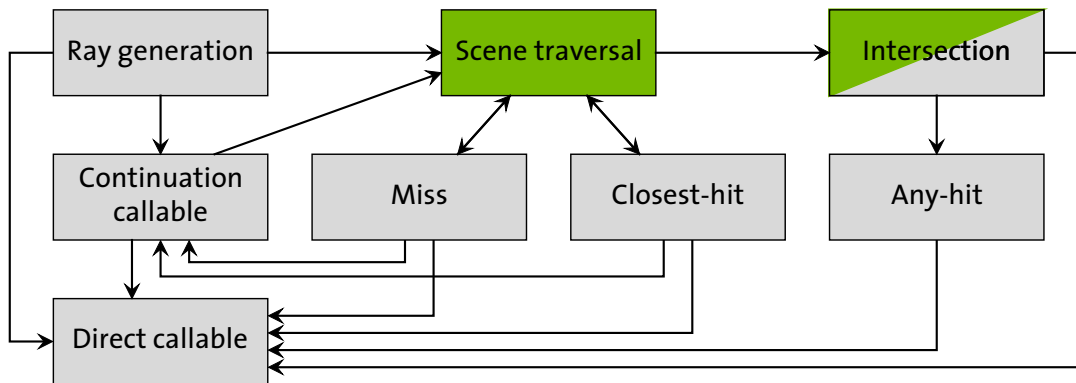 Ray generation
Scene traversal
Intersection
Continuation
callable
Miss
Closest-hit
Any-hit
Direct callable